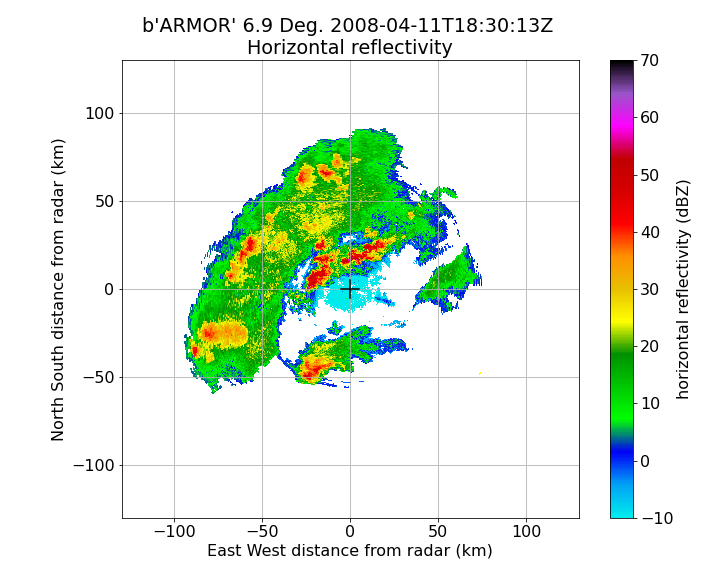 b'ARMOR' 6.9 Deg. 2008-04-11T18:30:13Z
Horizontal reflectivity
North South distance from radar (km)
100
50
0
−50
−100
−100 −50 0 50 100
East West distance from radar (km)
70
60
50
40
30
20
10
0
−10
horizontal reflectivity (dBZ)